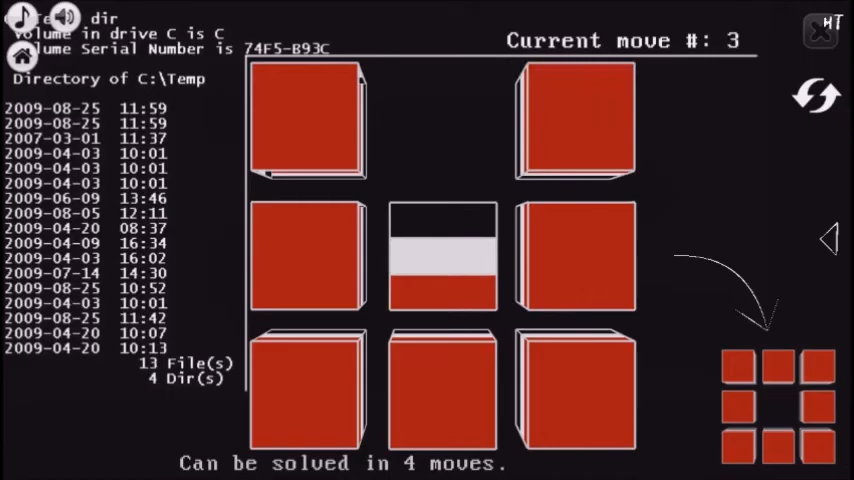 dir
Volume in drive C is C
Volume Serial Number is 74F5-B93C
Current move #: 3
Directory of C:\Temp
2009-08-25 11:59
2009-08-25 11:59
2007-03-01 11:37
2009-04-03 10:01
2009-04-03 10:01
2009-04-03 10:01
2009-06-09 13:46
2009-08-05 12:11
2009-04-20 08:37
2009-04-09 16:34
2009-04-03 16:02
2009-07-14 14:30
2009-08-25 10:52
2009-04-03 10:01
2009-08-25 11:42
2009-04-20 10:07
2009-04-20 10:13
13 File(s)
4 Dir(s)
Can be solved in 4 moves.